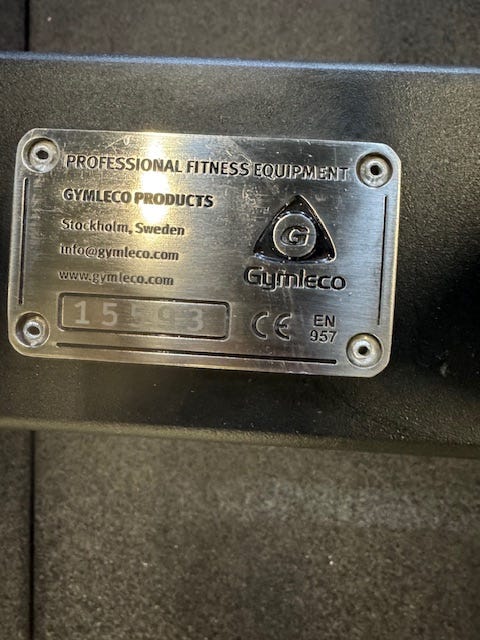 PROFESSIONAL FITNESS EQUIPMENT
GYMLECO PRODUCTS
Stockholm, Sweden
info@gymleco.com
www.gymleco.com
G
Gymleco
15593
CE
EN
957